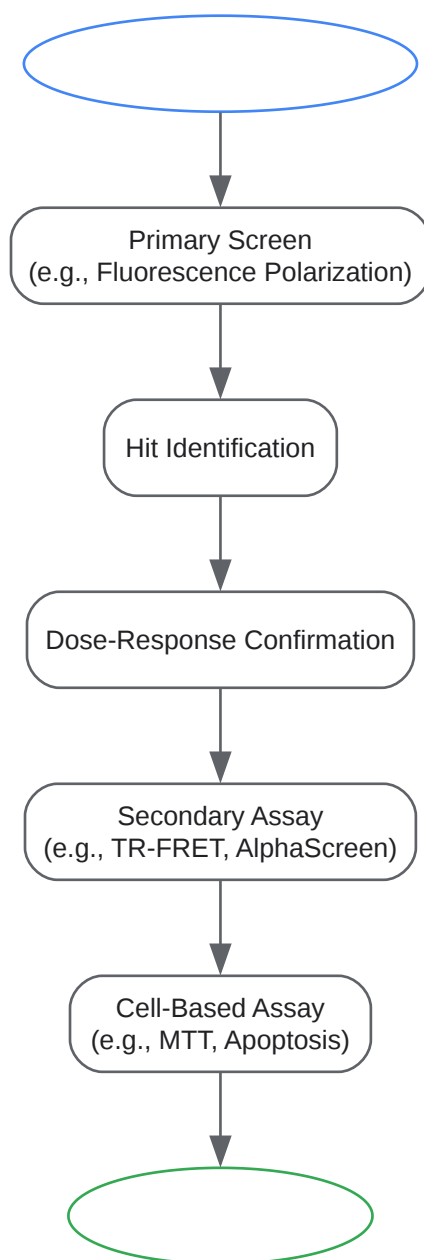 Primary Screen
(e.g., Fluorescence Polarization)
Hit Identification
Dose-Response Confirmation
Secondary Assay
(e.g., TR-FRET, AlphaScreen)
Cell-Based Assay
(e.g., MTT, Apoptosis)